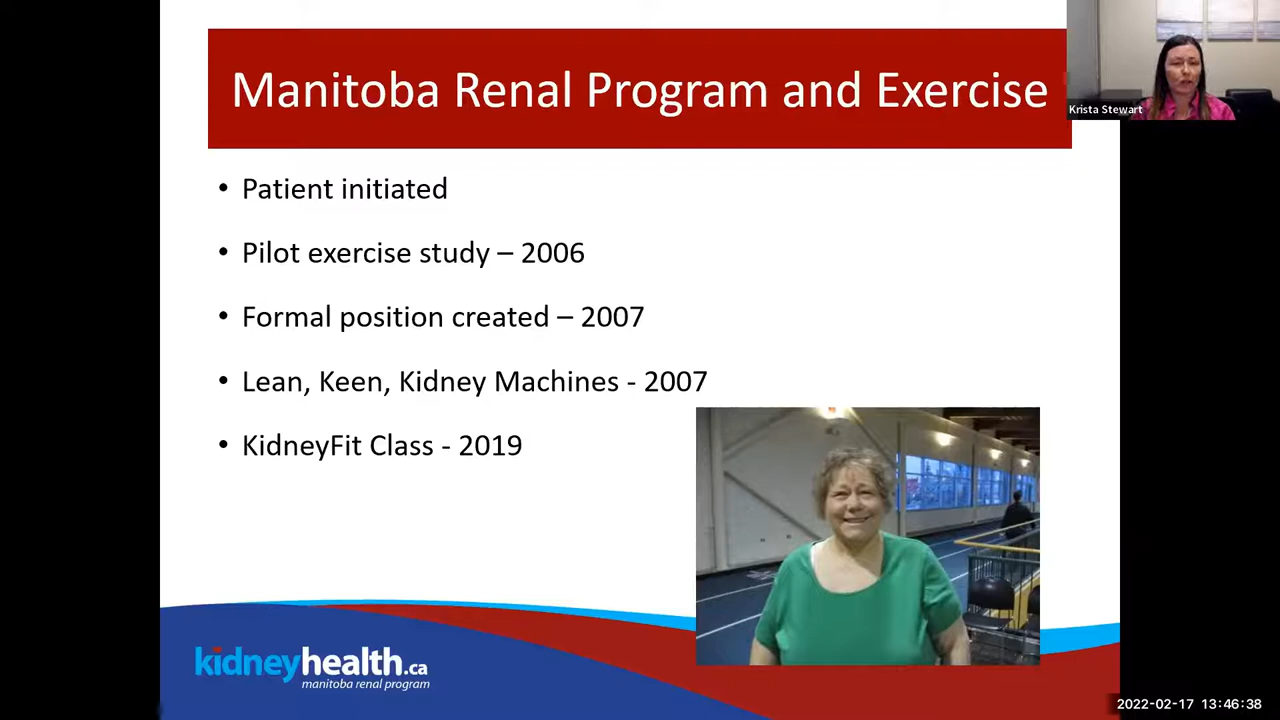 Manitoba Renal Program and Exercise
Krista Stewart
• Patient initiated
• Pilot exercise study – 2006
• Formal position created – 2007
• Lean, Keen, Kidney Machines - 2007
• KidneyFit Class - 2019
kidneyhealth.ca
manitoba renal program
2022-02-17 13:46:38